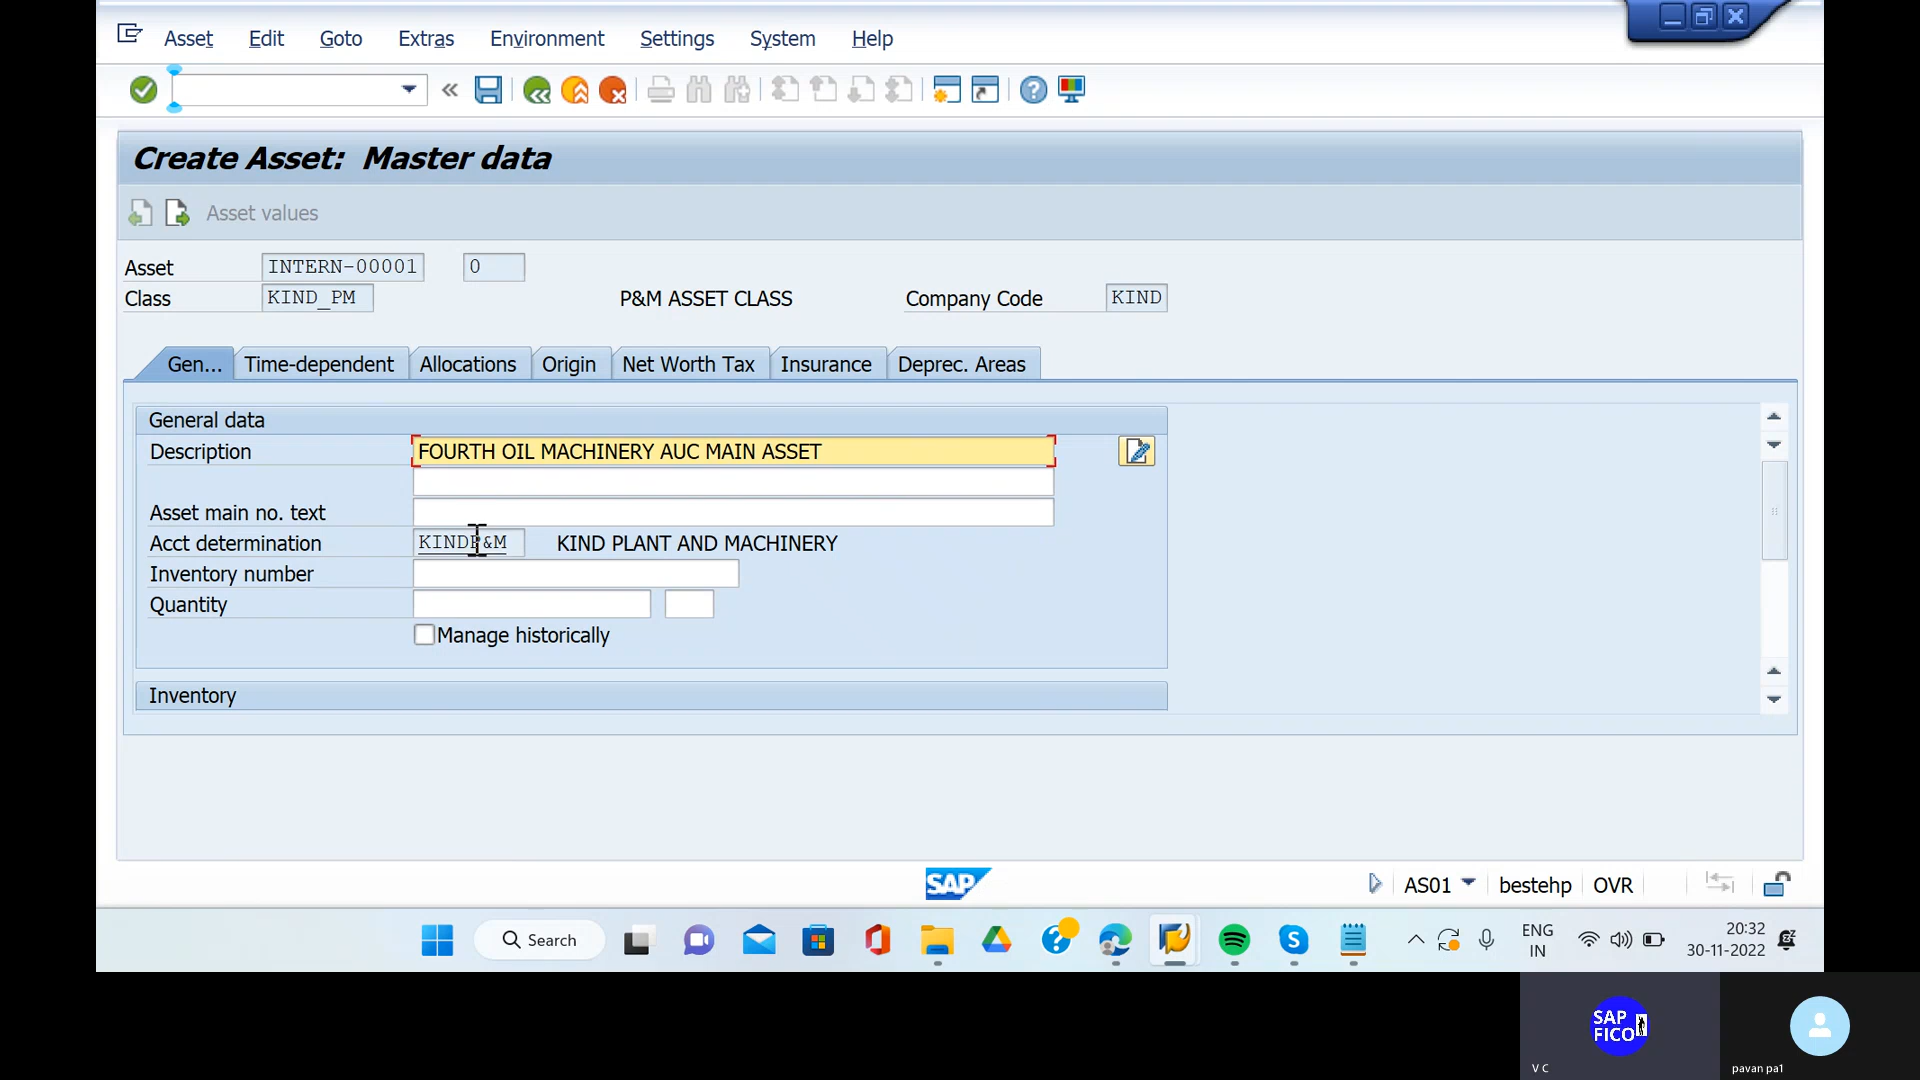 Asset Edit Goto Extras Environment Settings System Help
Create Asset: Master data
Asset values
Asset INTERN-00001 0
Class KIND_PM P&M ASSET CLASS Company Code KIND
Gen... Time-dependent Allocations Origin Net Worth Tax Insurance Deprec. Areas
General data
Description FOURTH OIL MACHINERY AUC MAIN ASSET
Asset main no. text
Acct determination KINDP&M KIND PLANT AND MACHINERY
Inventory number
Quantity
Manage historically
Inventory
SAP AS01 bestehp OVR
Search ENG 20:32
IN 30-11-2022
SAP
FICO
V C pavan pa1